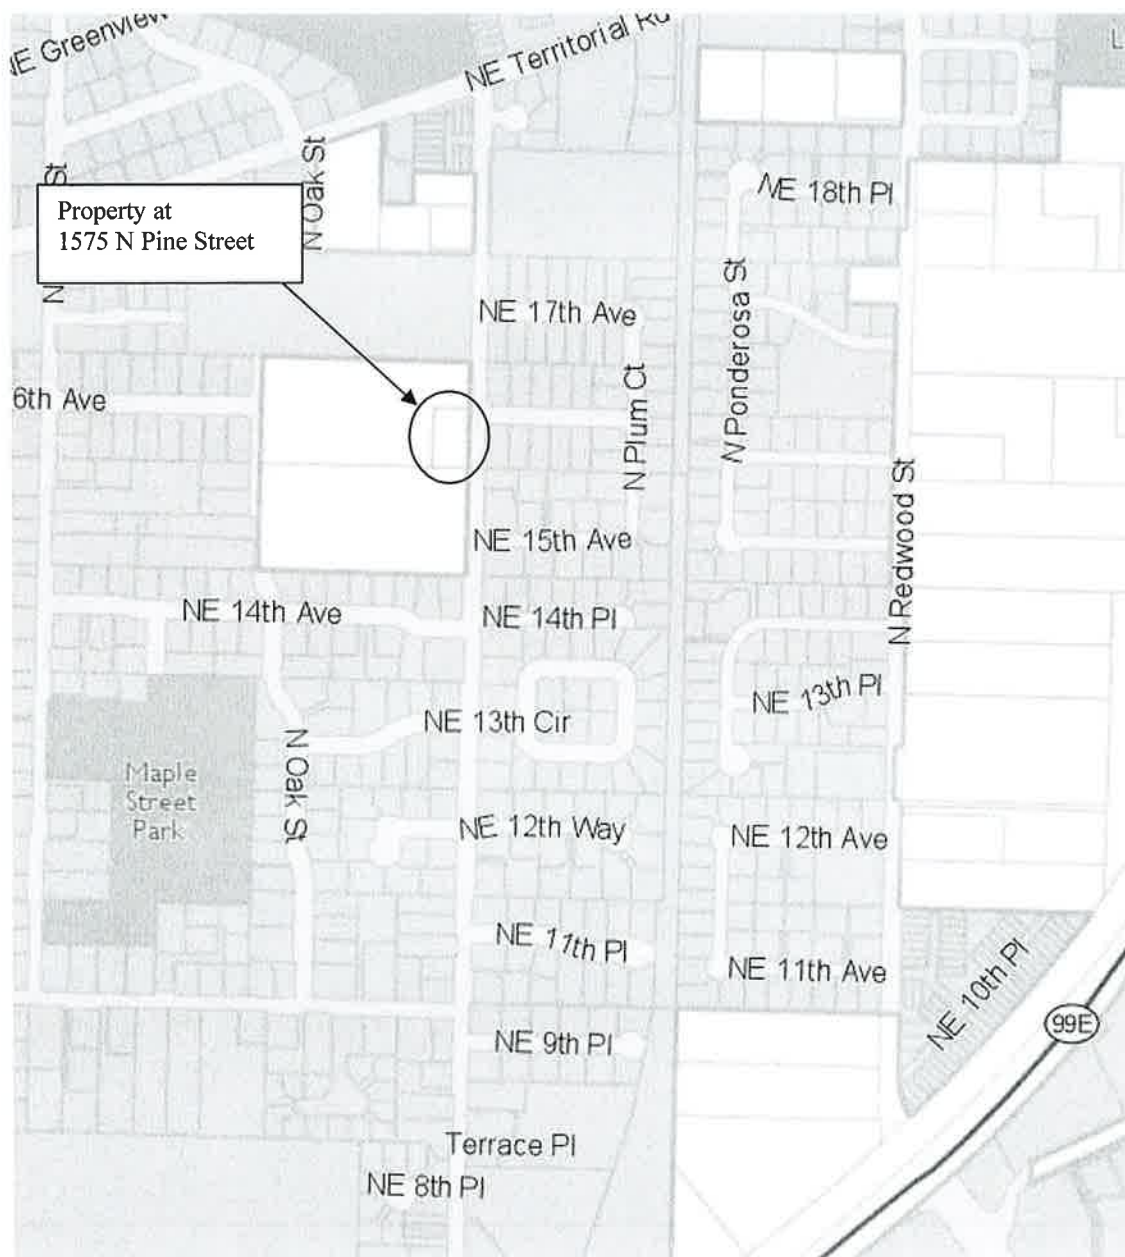 NE Greenview
NE Territorial Rd
L
N Oak St
St
NE 18th Pl
Property at
1575 N Pine Street
N
NE 17th Ave
N Ponderosa St
6th Ave
N Plum Ct
N Redwood St
NE 15th Ave
NE 14th Ave
NE 14th Pl
NE 13th Pl
NE 13th Cir
N Oak St
Maple
Street
Park
NE 12th Way
NE 12th Ave
NE 11th Pl
NE 11th Ave
NE 10th Pl
99E
NE 9th Pl
Terrace Pl
NE 8th Pl